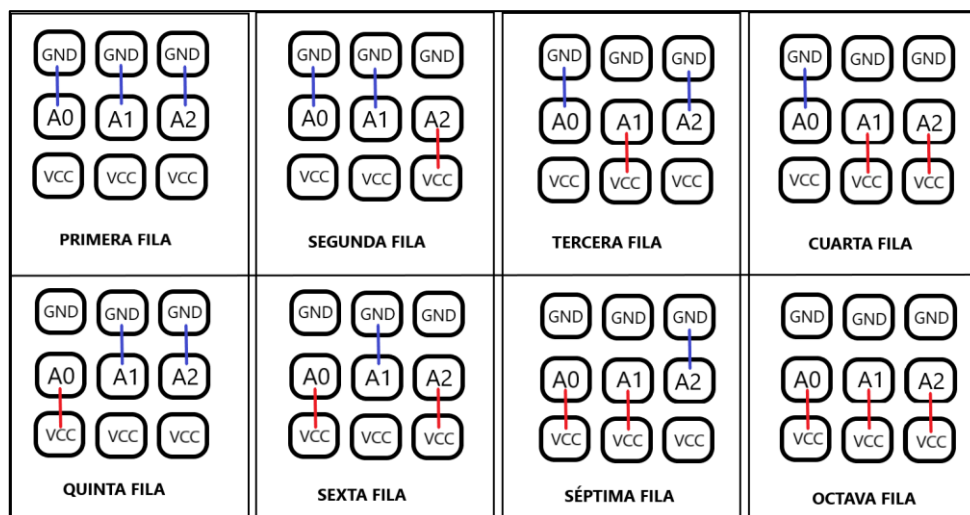 GND GND GND
A0 A1 A2
VCC VCC VCC
PRIMERA FILA
GND GND GND
A0 A1 A2
VCC VCC VCC
SEGUNDA FILA
GND GND GND
A0 A1 A2
VCC VCC VCC
TERCERA FILA
GND GND GND
A0 A1 A2
VCC VCC VCC
CUARTA FILA
GND GND GND
A0 A1 A2
VCC VCC VCC
QUINTA FILA
GND GND GND
A0 A1 A2
VCC VCC VCC
SEXTA FILA
GND GND GND
A0 A1 A2
VCC VCC VCC
SÉPTIMA FILA
GND GND GND
A0 A1 A2
VCC VCC VCC
OCTAVA FILA